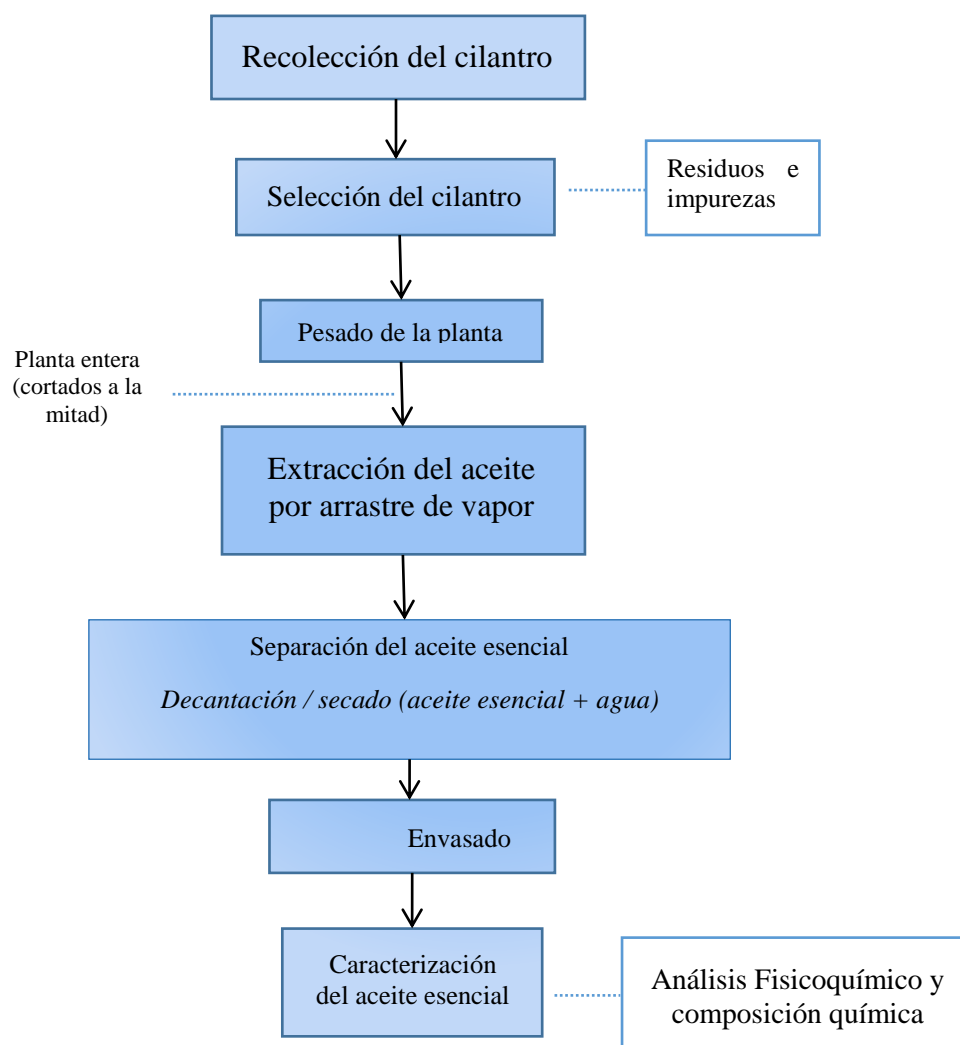 Recolección del cilantro
Selección del cilantro
Residuos e
impurezas
Pesado de la planta
Planta entera
(cortados a la
mitad)
Extracción del aceite
por arrastre de vapor
Separación del aceite esencial
Decantación / secado (aceite esencial + agua)
Envasado
Caracterización
del aceite esencial
Análisis Fisicoquímico y
composición química